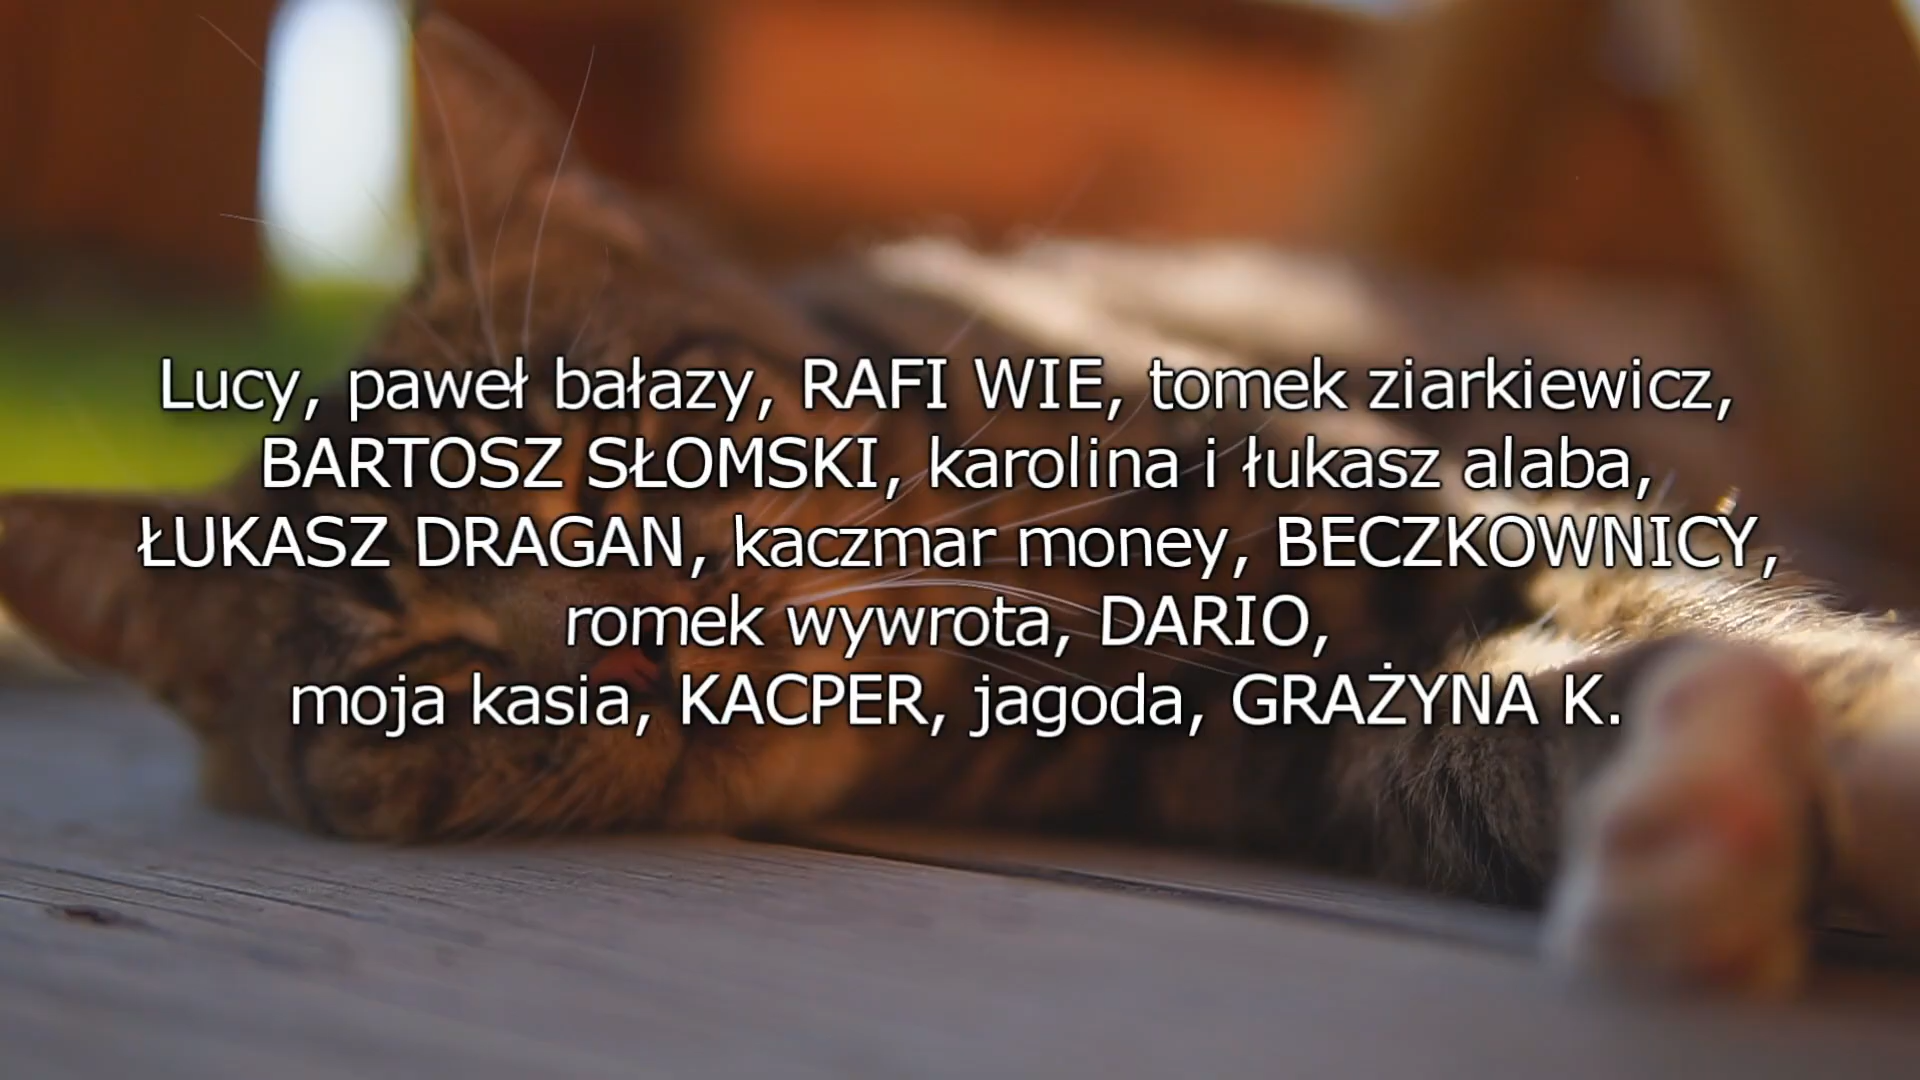 Lucy, paweł bałazy, RAFI WIE, tomek ziarkiewicz,
BARTOSZ SŁOMSKI, karolina i łukasz alaba,
ŁUKASZ DRAGAN, kaczmar money, BECZKOWNICY,
romek wywrota, DARIO,
moja kasia, KACPER, jagoda, GRAŻYNA K.